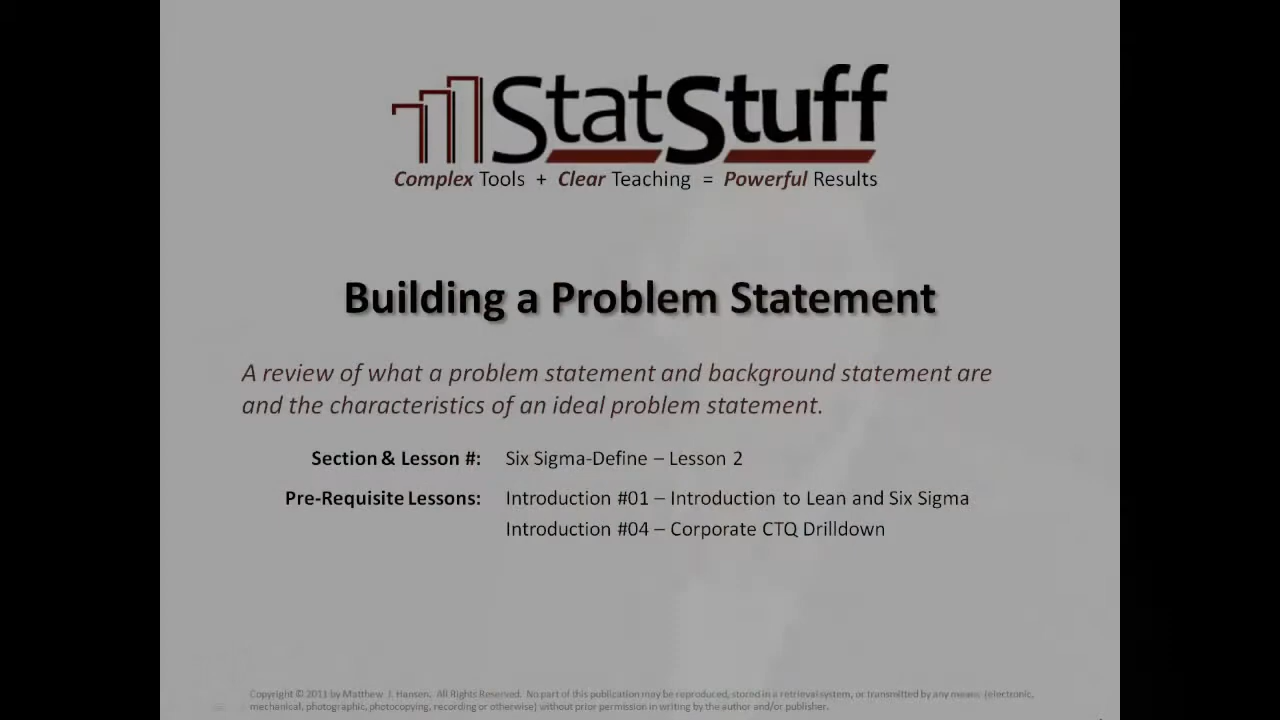 StatStuff
Complex Tools + Clear Teaching = Powerful Results
Building a Problem Statement
A review of what a problem statement and background statement are
and the characteristics of an ideal problem statement.
Section & Lesson #: Six Sigma-Define – Lesson 2
Pre-Requisite Lessons: Introduction #01 – Introduction to Lean and Six Sigma
Introduction #04 – Corporate CTQ Drilldown
Copyright © 2011 by Matthew J. Hansen. All Rights Reserved. No part of this publication may be reproduced, stored in a retrieval system, or transmitted by any means (electronic,
mechanical, photographic, photocopying, recording or otherwise) without prior permission in writing by the author and/or publisher.